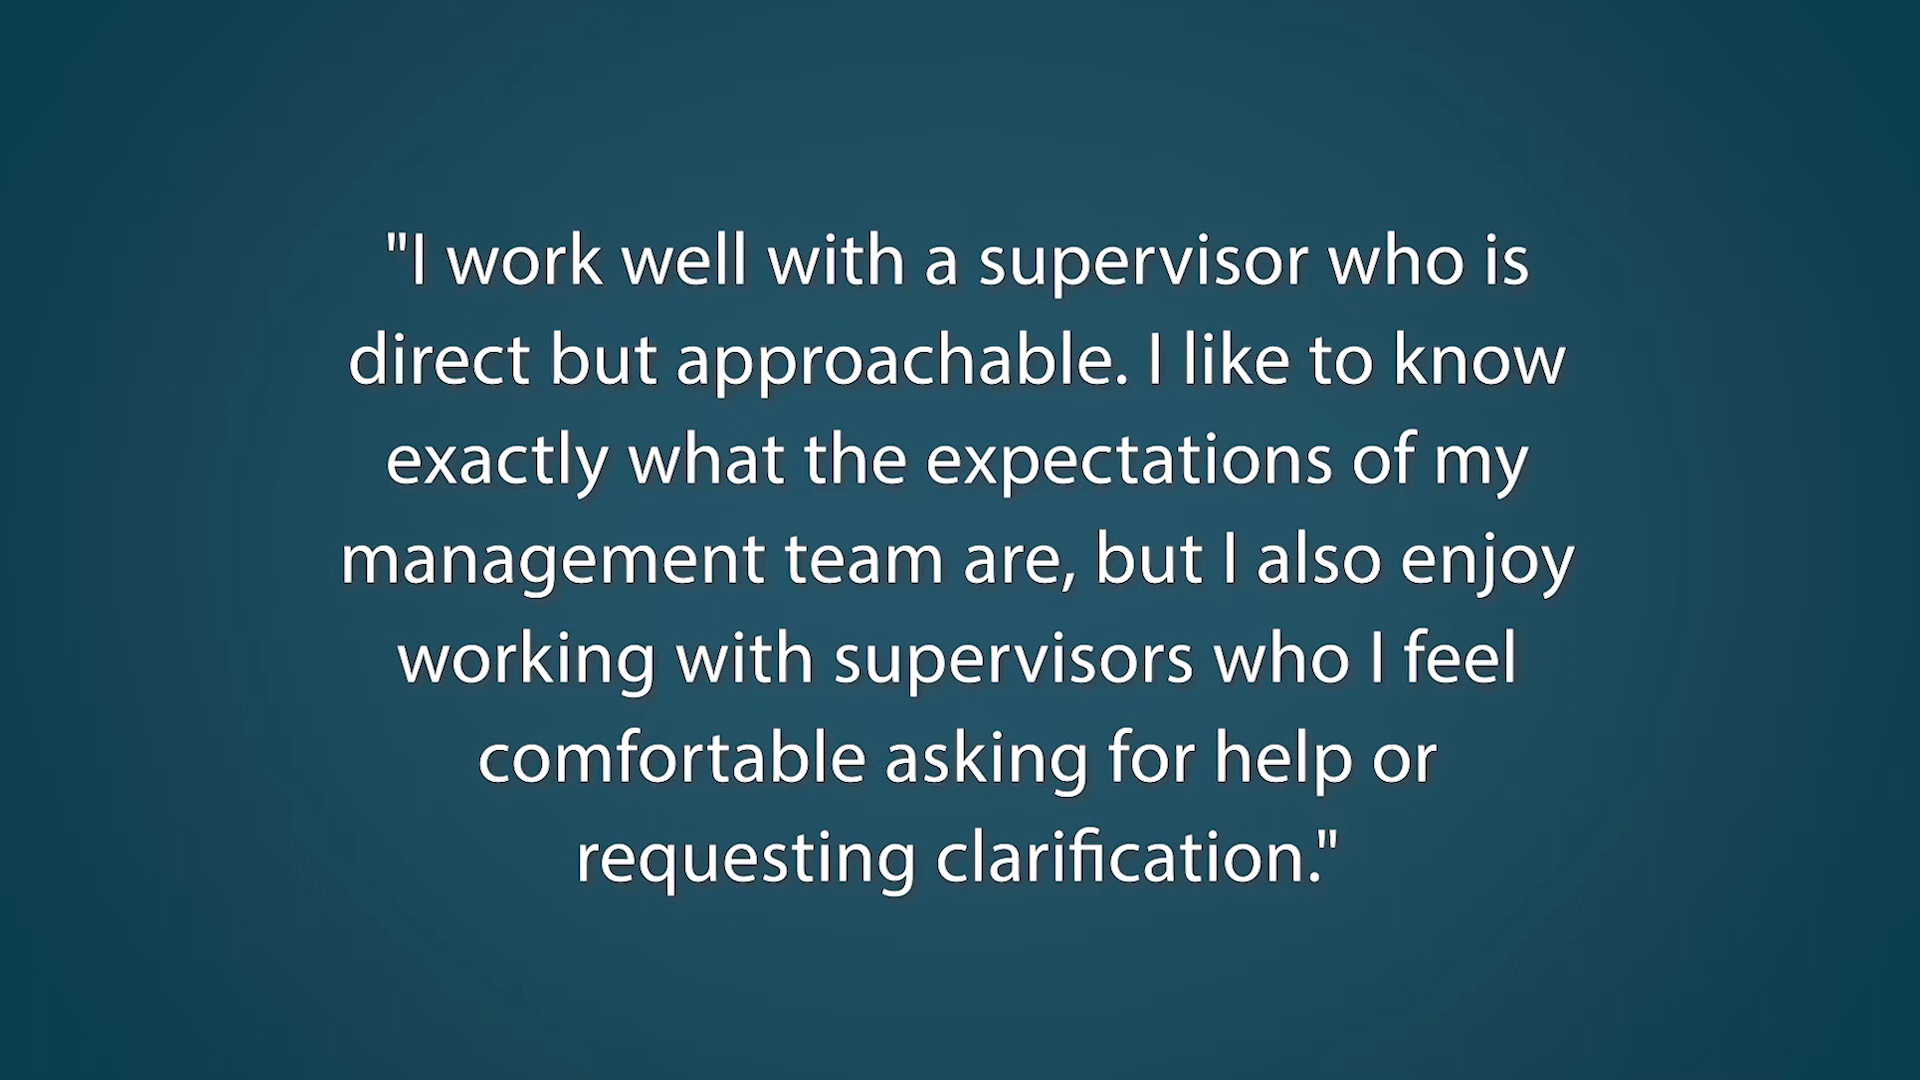 "I work well with a supervisor who is
direct but approachable. I like to know
exactly what the expectations of my
management team are, but I also enjoy
working with supervisors who I feel
comfortable asking for help or
requesting clarification."